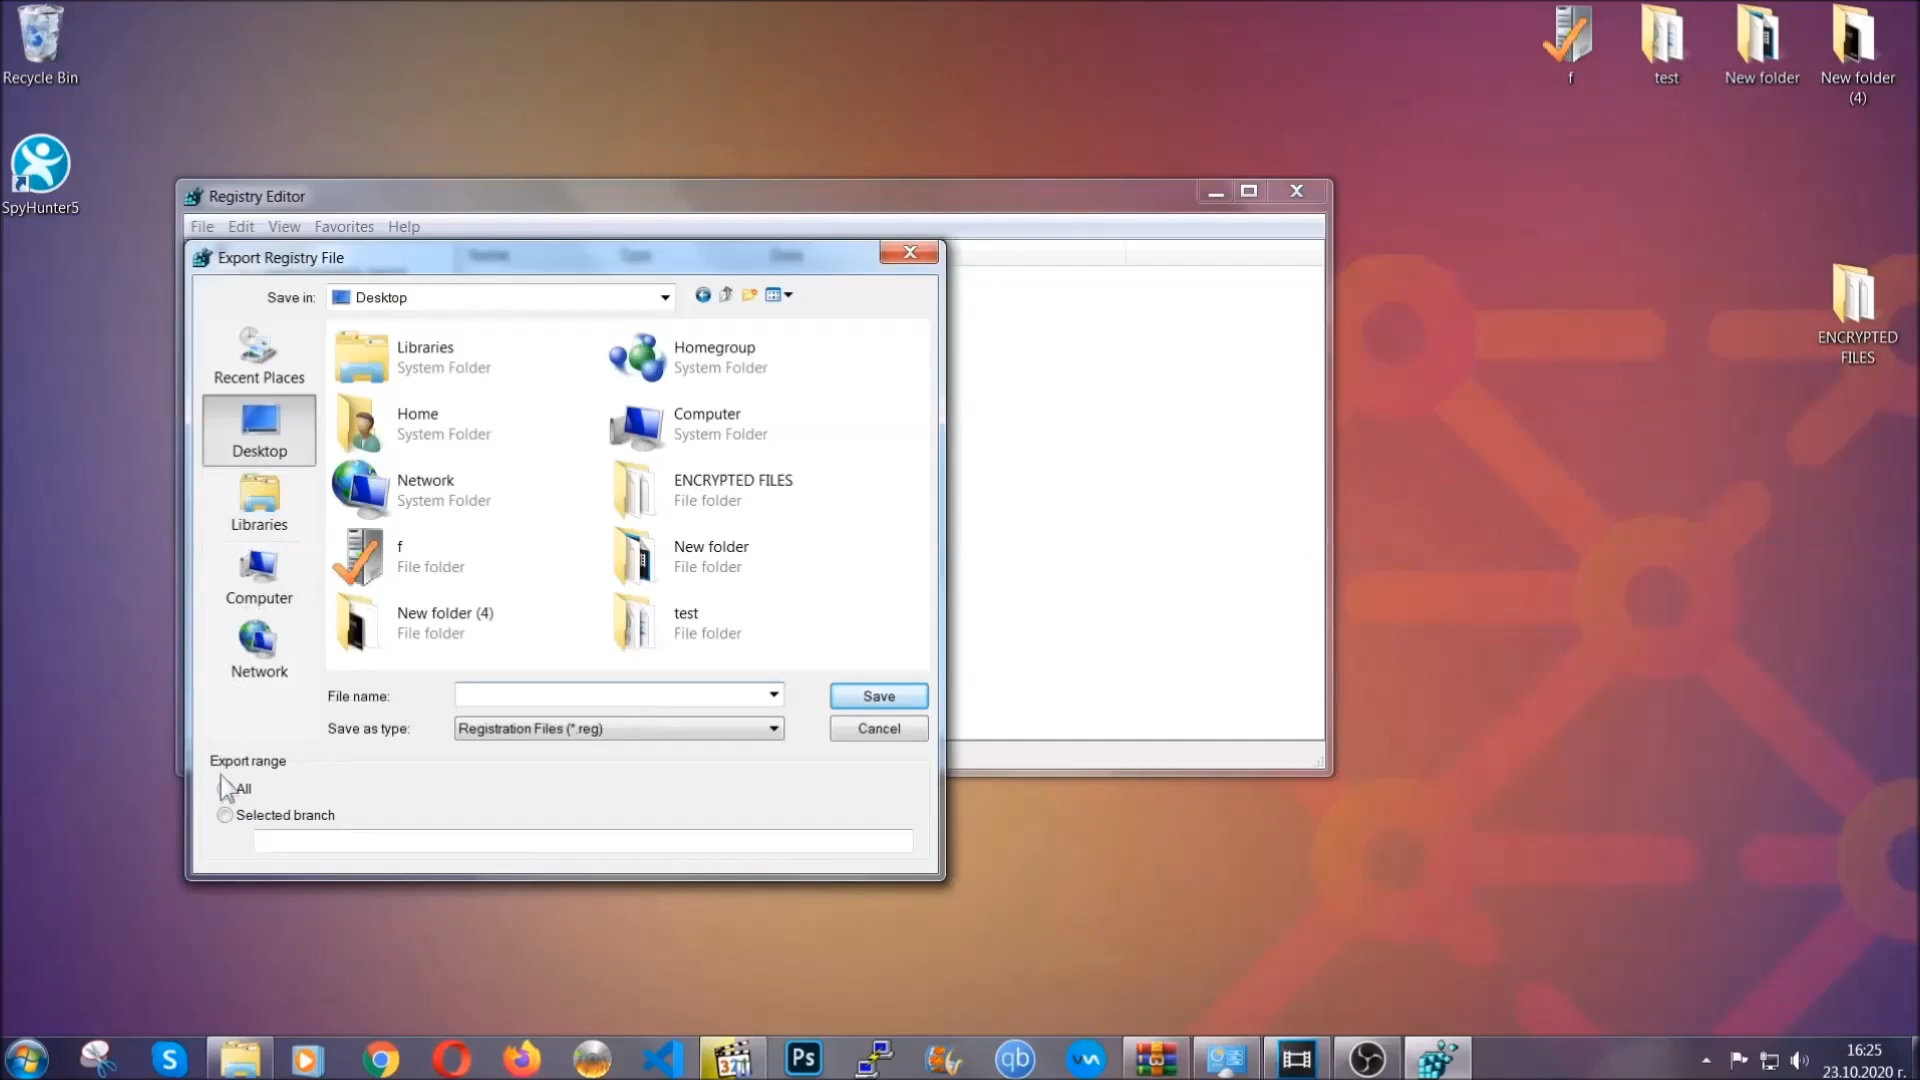 Recycle Bin
SpyHunter5
f
test
New folder
New folder
(4)
ENCRYPTED
FILES
Registry Editor
File Edit View Favorites Help
Export Registry File
Save in:
Desktop
Recent Places
Desktop
Libraries
Computer
Network
Libraries
System Folder
Homegroup
System Folder
Home
System Folder
Computer
System Folder
Network
System Folder
ENCRYPTED FILES
File folder
f
File folder
New folder
File folder
New folder (4)
File folder
test
File folder
File name:
Save
Save as type:
Registration Files (*.reg)
Cancel
Export range
All
Selected branch
S
321
Ps
qb
16:25
23.10.2020 г.